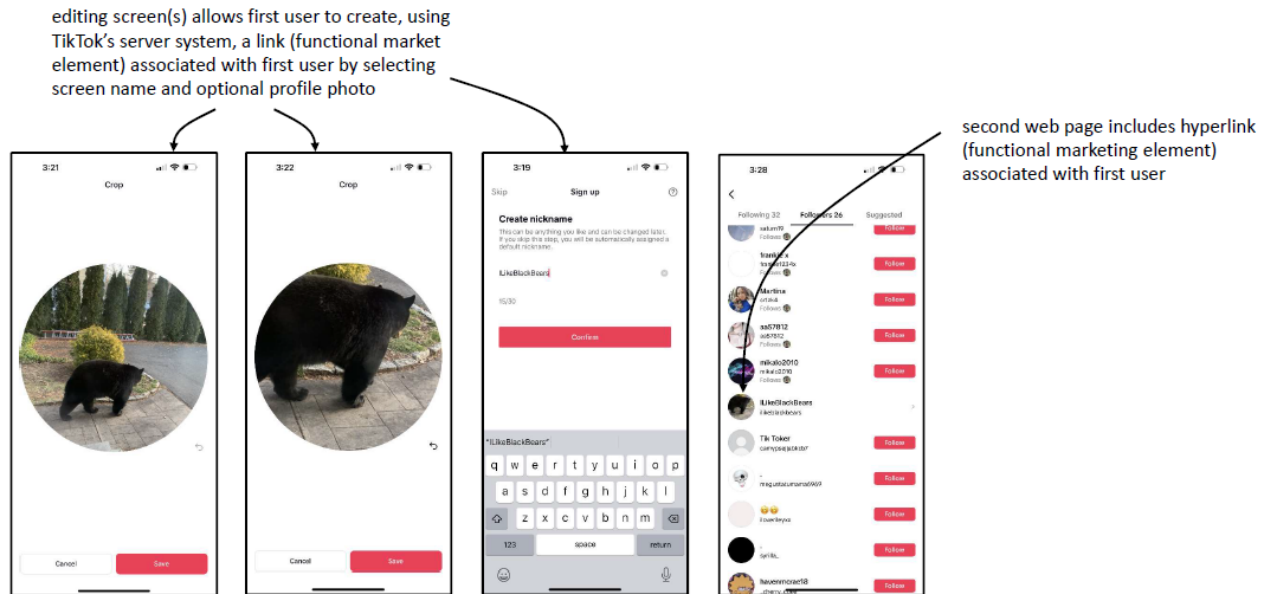 editing screen(s) allows first user to create, using
TikTok's server system, a link (functional market
element) associated with first user by selecting
screen name and optional profile photo
second web page includes hyperlink
(functional marketing element)
associated with first user
3:21
Crop
Cancel
Save
3:22
Crop
Cancel
Save
3:19
Skip
Sign up
Create nickname
This can be anything you like and can be changed later.
If you skip this step, you will be automatically assigned a
default nickname.
ILikeBlackBears
15/30
Confirm
"ILikeBlackBears"
q w e r t y u i o p
a s d f g h j k l
z x c v b n m
123
space
return
3:28
Following 32
Followers 26
Suggested
Follows
Follow
frankie x
Follows
Follow
Martina
Follows
Follow
aa57812
aa57812
Follows
Follow
mikalo2010
mikalo2010
Follows
Follow
ILikeBlackBears
ilikeblackbears
Tik Toker
Follow
-
megustatumama6969
Follow
Follow
-
Follow
havenmcrae18
Follow